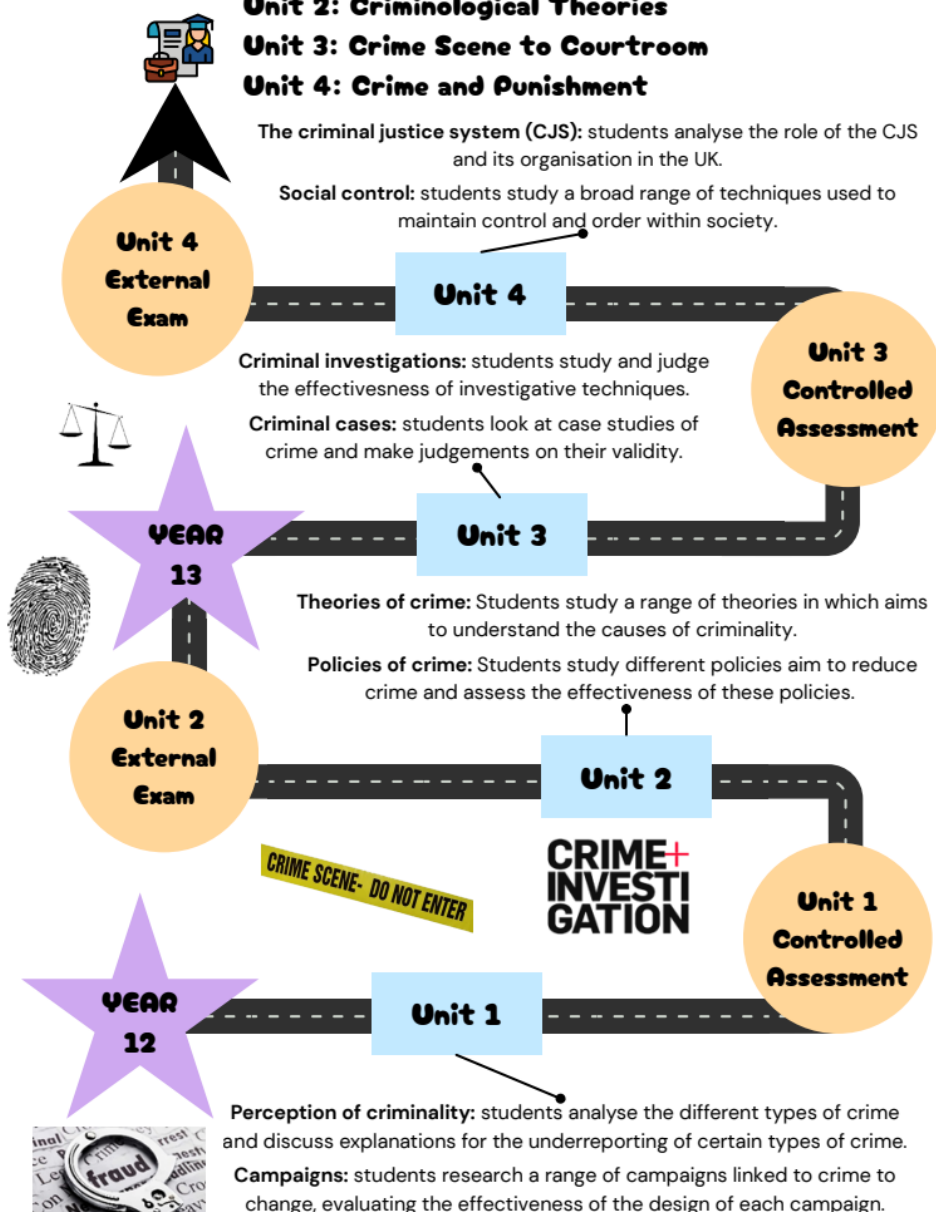 Unit 2: Criminological Theories
Unit 3: Crime Scene to Courtroom
Unit 4: Crime and Punishment
The criminal justice system (CJS): students analyse the role of the CJS
and its organisation in the UK.
Social control: students study a broad range of techniques used to
maintain control and order within society.
Unit 4
External
Exam
Unit 4
Unit 3
Controlled
Assessment
Criminal investigations: students study and judge
the effectivesness of investigative techniques.
Criminal cases: students look at case studies of
crime and make judgements on their validity.
YEAR
13
Unit 3
Theories of crime: Students study a range of theories in which aims
to understand the causes of criminality.
Policies of crime: Students study different policies aim to reduce
crime and assess the effectiveness of these policies.
Unit 2
External
Exam
Unit 2
CRIME SCENE- DO NOT ENTER
CRIME+
INVESTI
GATION
Unit 1
Controlled
Assessment
YEAR
12
Unit 1
Perception of criminality: students analyse the different types of crime
and discuss explanations for the underreporting of certain types of crime.
Campaigns: students research a range of campaigns linked to crime to
change, evaluating the effectiveness of the design of each campaign.
fraud